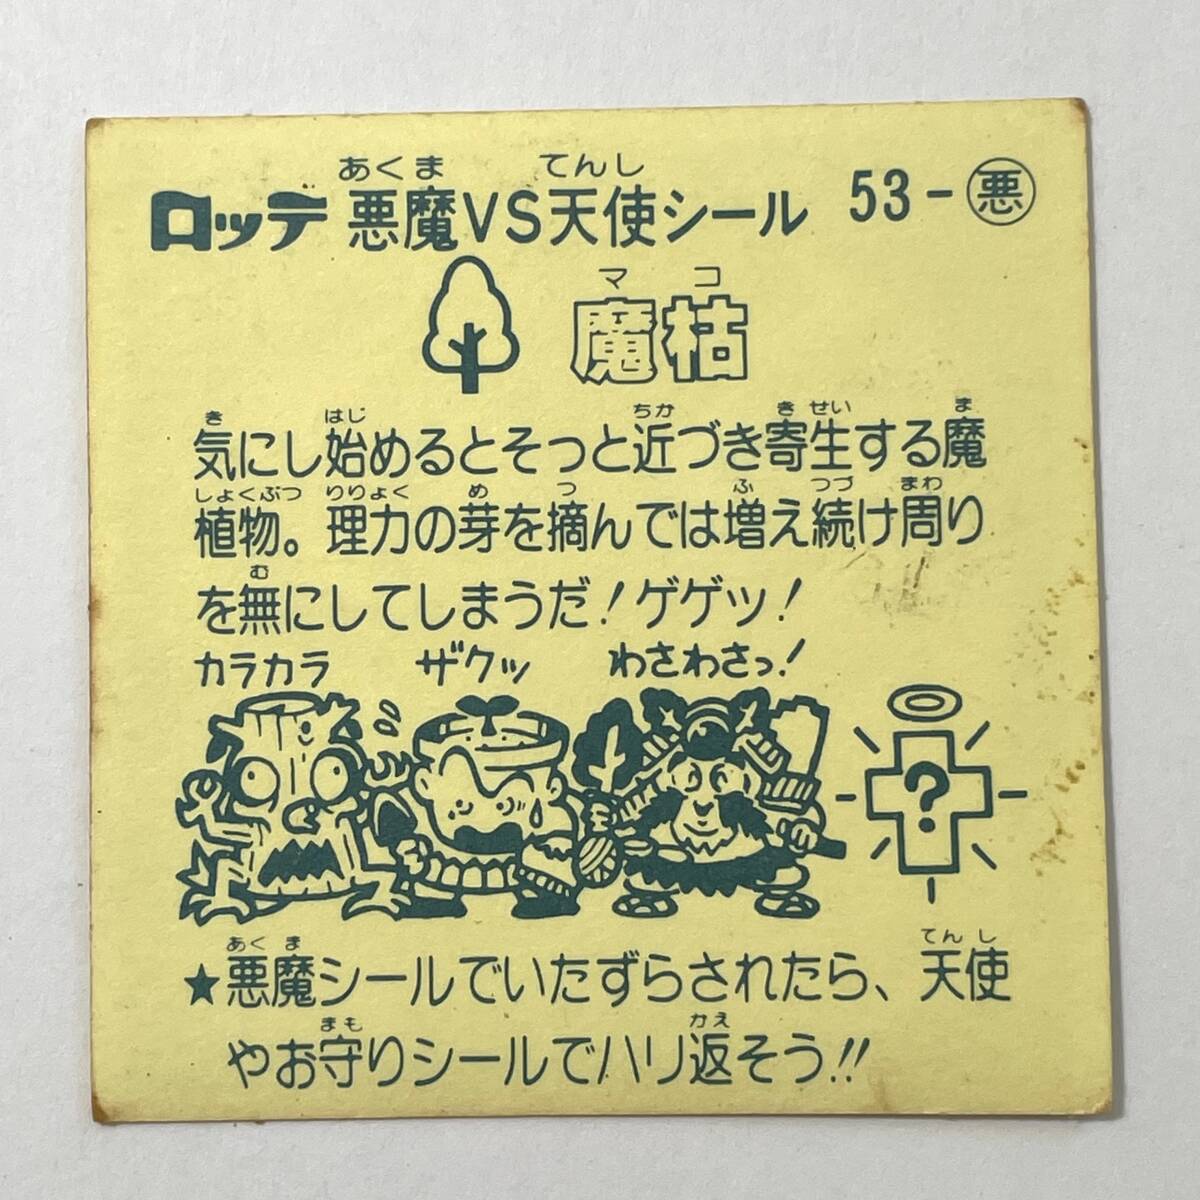 あくま てんし
ロッテ 悪魔VS天使シール 53-悪
マ コ
魔枯
き はじ ちか き せい ま
気にし始めるとそっと近づき寄生する魔
しょくぶつ りりょく め つ ふ つづ まわ
植物。理力の芽を摘んでは増え続け周り
む
を無にしてしまうだ!ゲゲッ!
カラカラ ザクッ わさわさっ!
?
あく ま てん し
★悪魔シールでいたずらされたら、天使
まも かえ
やお守りシールでハリ返そう!!